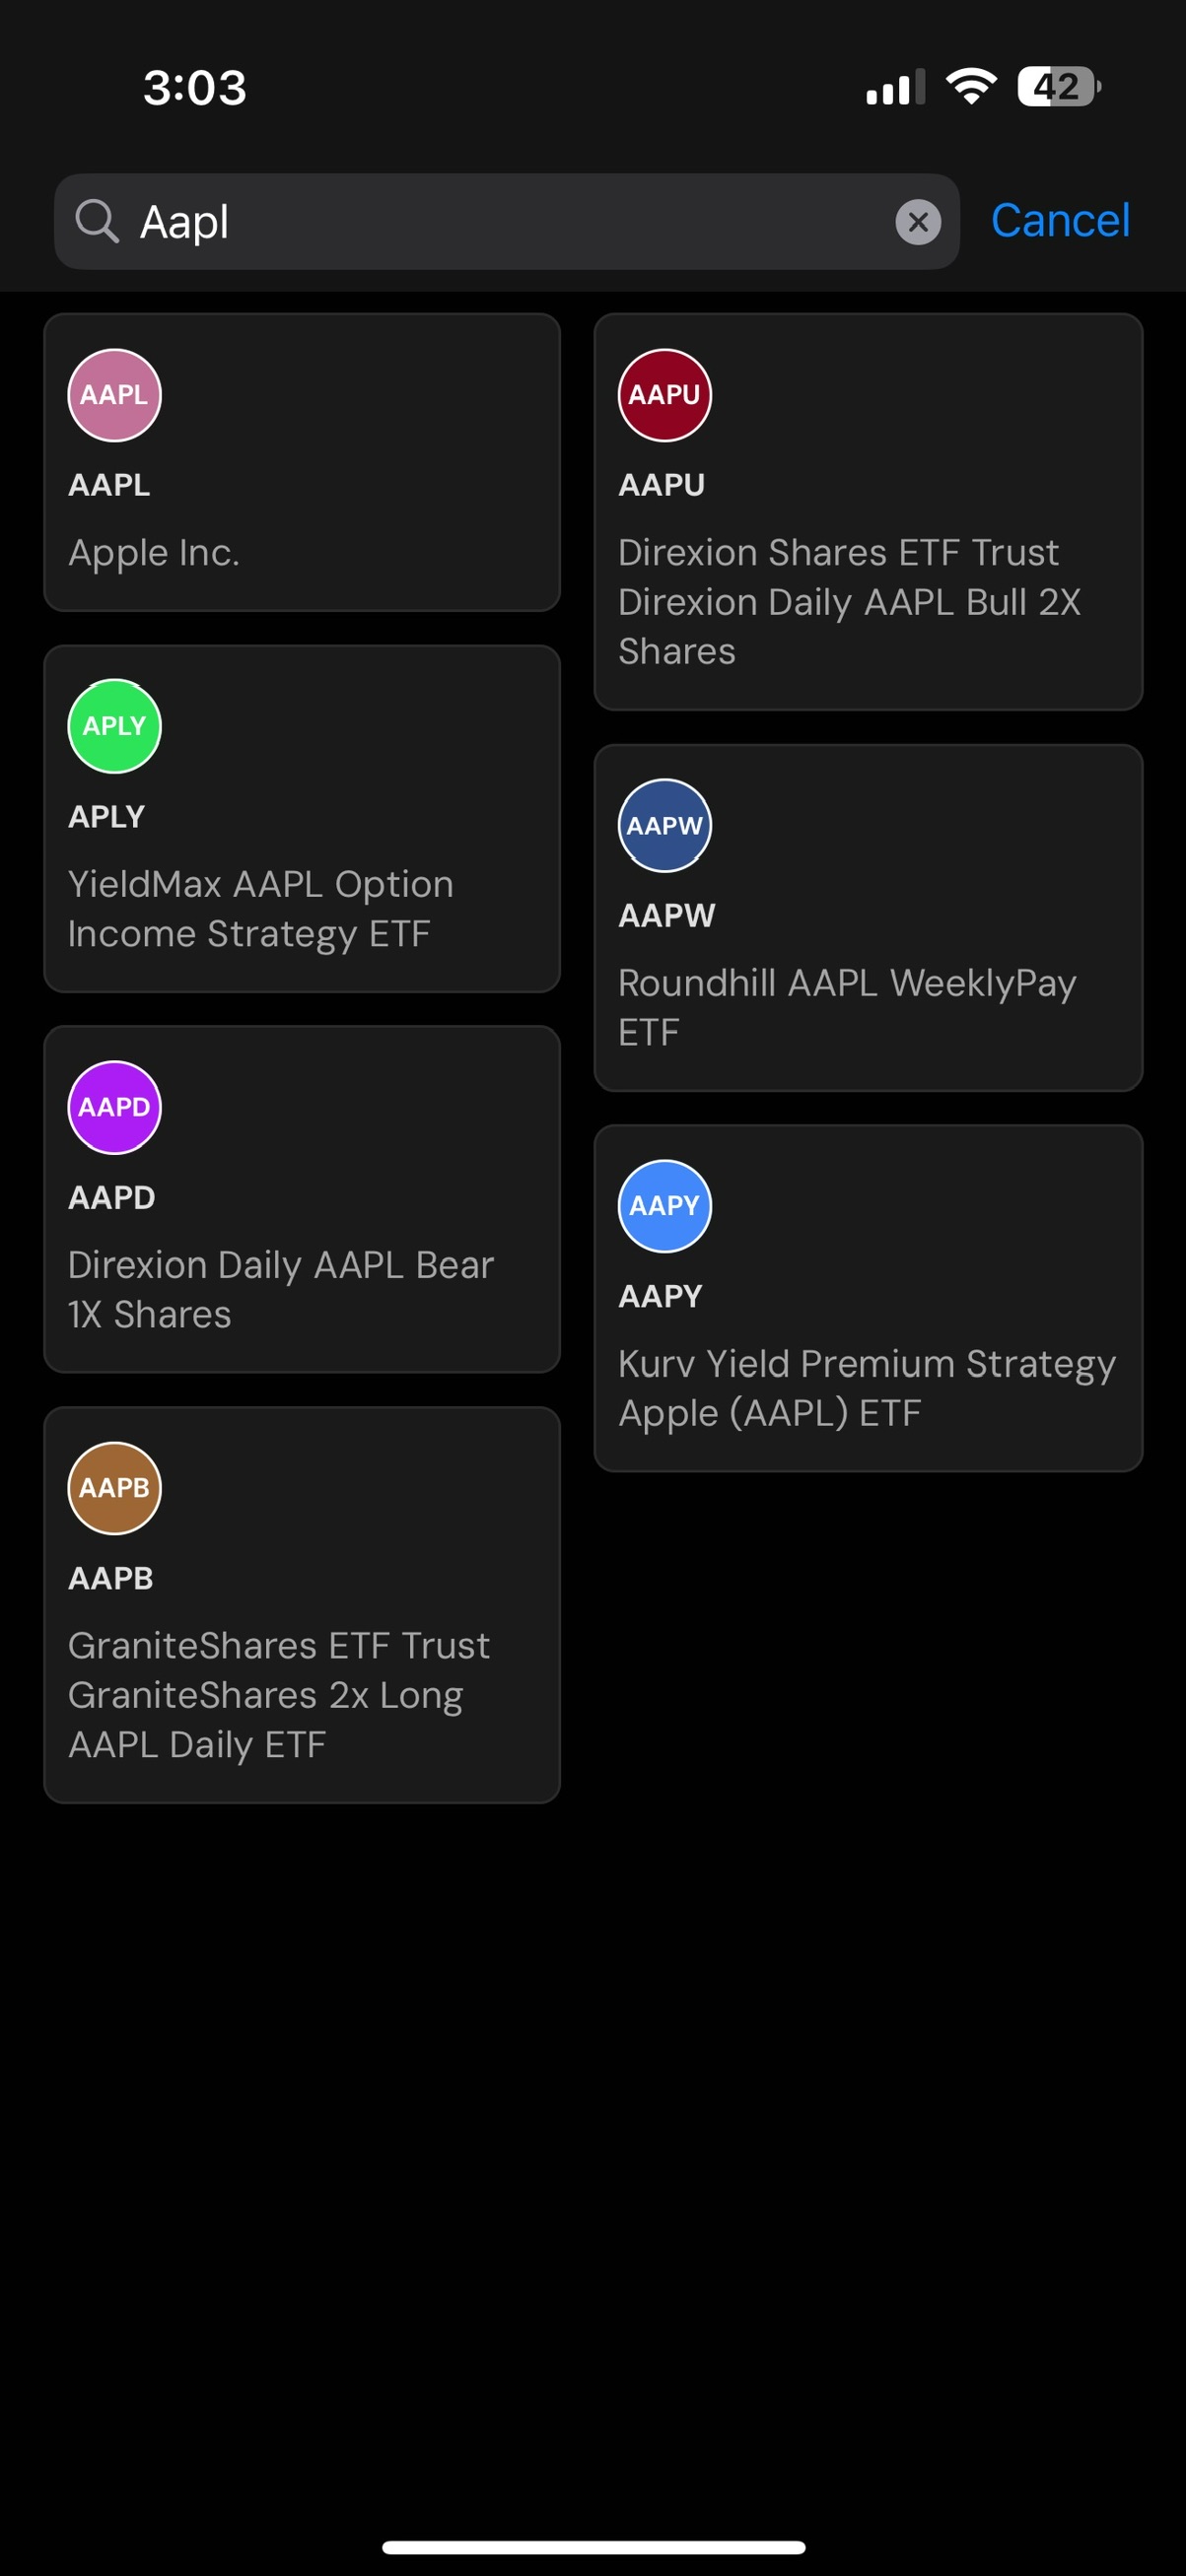 3:03
42
Aapl
Cancel
AAPL
AAPL
Apple Inc.
AAPU
AAPU
Direxion Shares ETF Trust
Direxion Daily AAPL Bull 2X
Shares
APLY
APLY
YieldMax AAPL Option
Income Strategy ETF
AAPW
AAPW
Roundhill AAPL WeeklyPay
ETF
AAPD
AAPD
Direxion Daily AAPL Bear
1X Shares
AAPY
AAPY
Kurv Yield Premium Strategy
Apple (AAPL) ETF
AAPB
AAPB
GraniteShares ETF Trust
GraniteShares 2x Long
AAPL Daily ETF